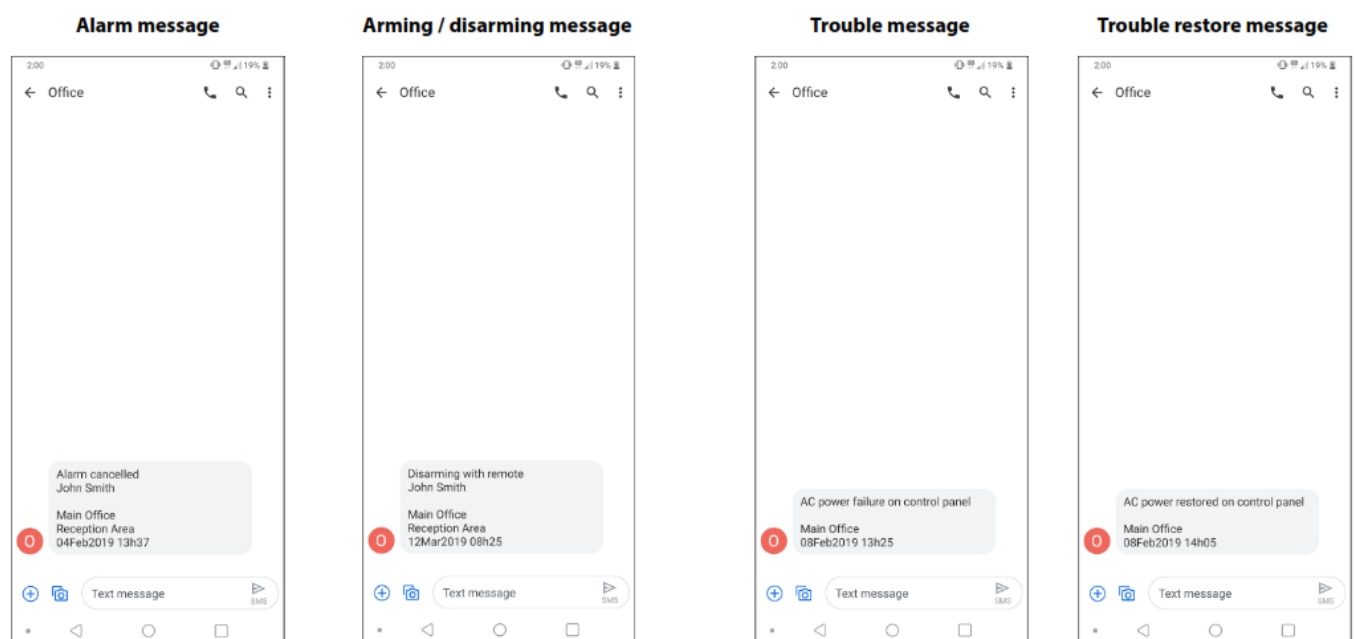 Alarm message
2:00
19%
Office
Alarm cancelled
John Smith
Main Office
Reception Area
04Feb2019 13h37
O
Text message
SMS
Arming / disarming message
2:00
19%
Office
Disarming with remote
John Smith
Main Office
Reception Area
12Mar2019 08h25
O
Text message
SMS
Trouble message
2:00
19%
Office
AC power failure on control panel
Main Office
08Feb2019 13h25
O
Text message
SMS
Trouble restore message
2:00
19%
Office
AC power restored on control panel
Main Office
08Feb2019 14h05
O
Text message
SMS